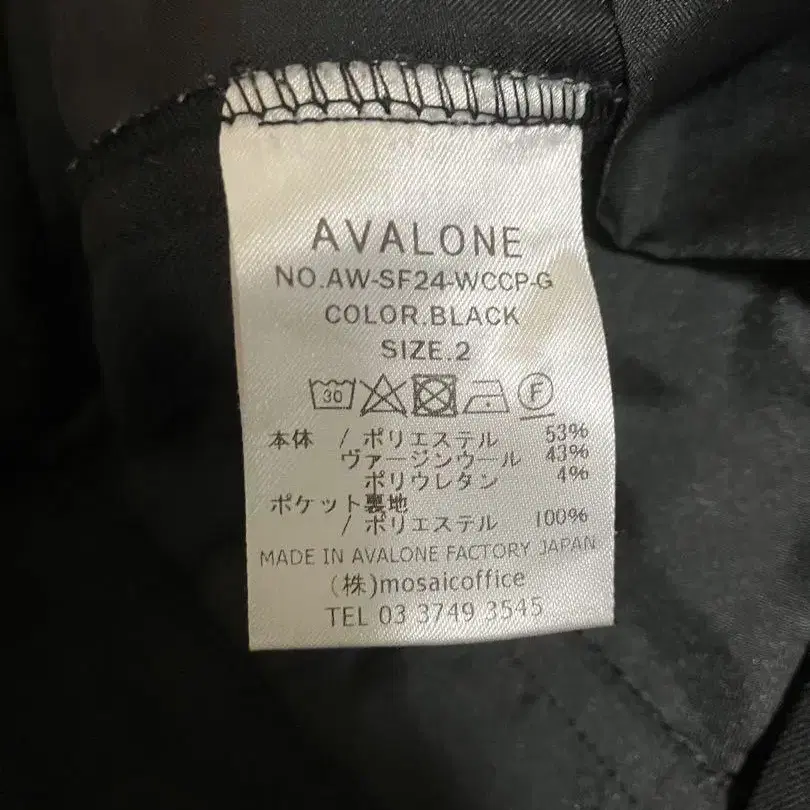 AVALONE
NO.AW-SF24-WCCP-G
COLOR.BLACK
SIZE.2
30 F
本体 / ポリエステル 53%
ヴァージンウール 43%
ポリウレタン 4%
ポケット裏地
/ ポリエステル 100%
MADE IN AVALONE FACTORY JAPAN
(株)mosaicoffice
TEL 03 3749 3545